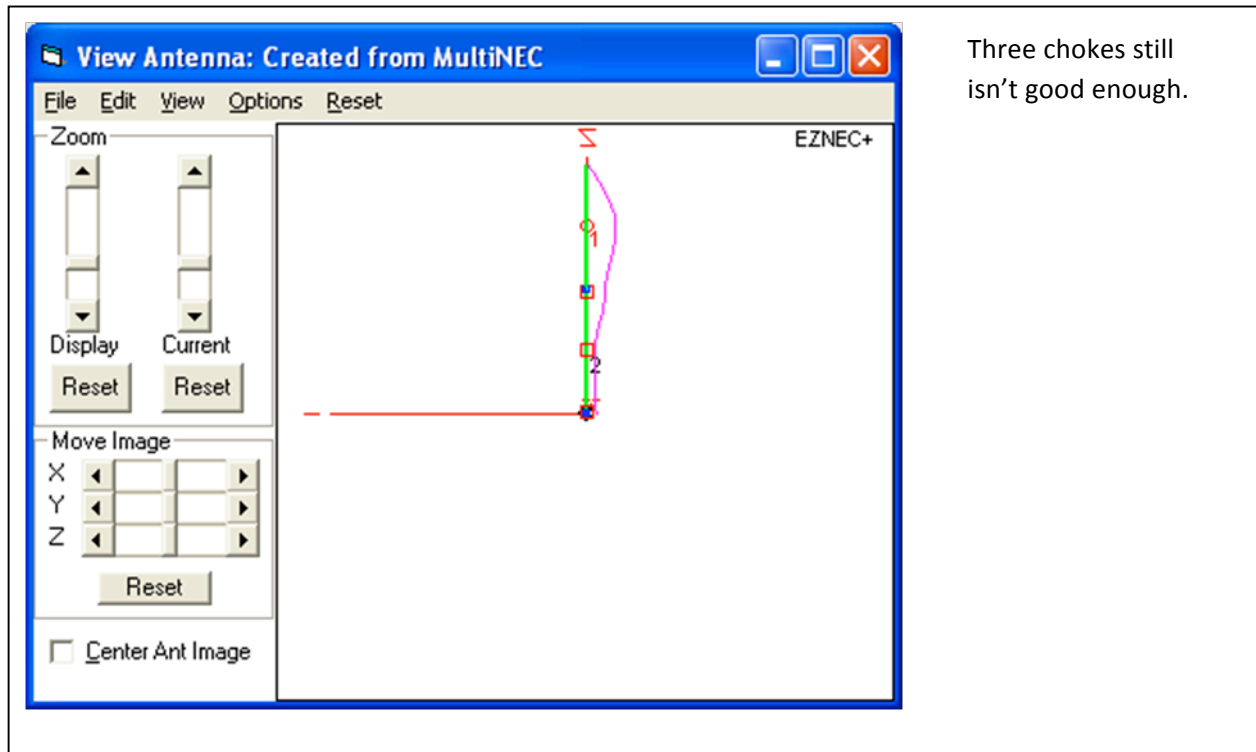 View Antenna: Created from MultiNEC
File Edit View Options Reset
Zoom
Display Current
Reset Reset
Move Image
X
Y
Z
Reset
Center Ant Image
EZNEC+
Z
1
2
Three chokes still
isn’t good enough.